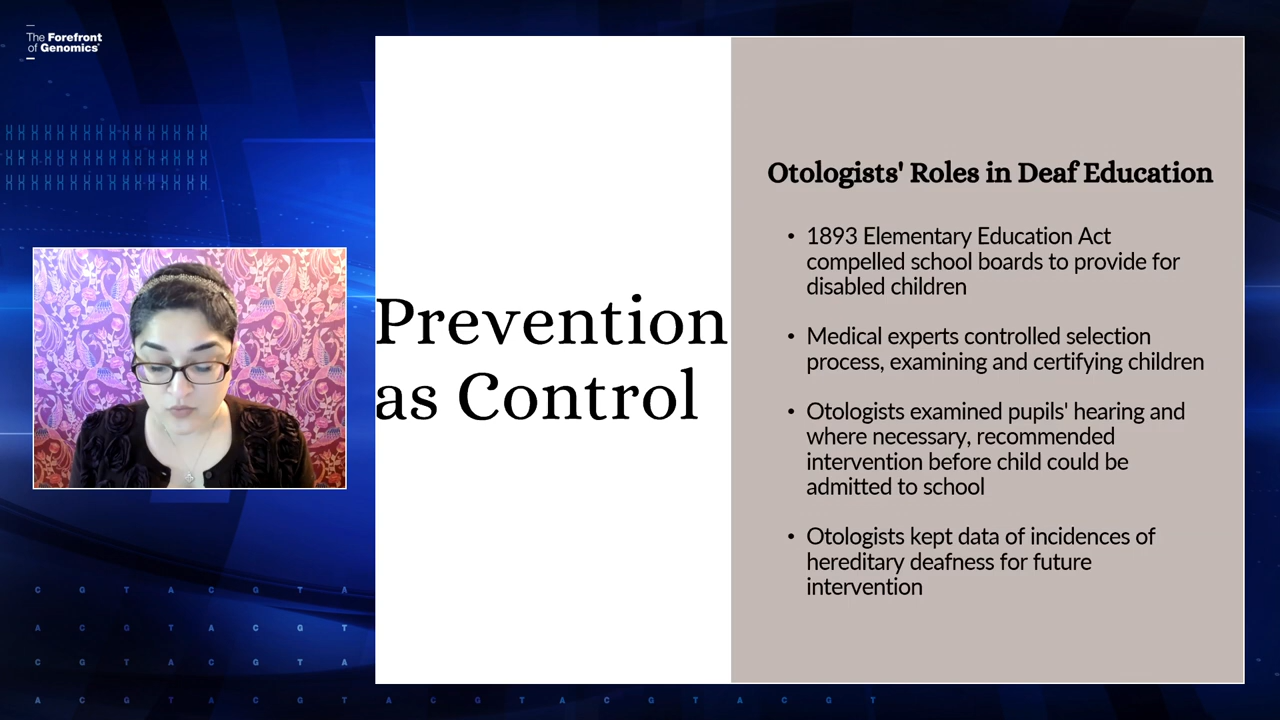 The Forefront
of Genomics®
Prevention
as Control
Otologists' Roles in Deaf Education
• 1893 Elementary Education Act
compelled school boards to provide for
disabled children
• Medical experts controlled selection
process, examining and certifying children
• Otologists examined pupils' hearing and
where necessary, recommended
intervention before child could be
admitted to school
• Otologists kept data of incidences of
hereditary deafness for future
intervention
C G T A C G T A
A C G T A C G T
C G T A C G T A
A C G T A C G T A C G T A C G T A C G T